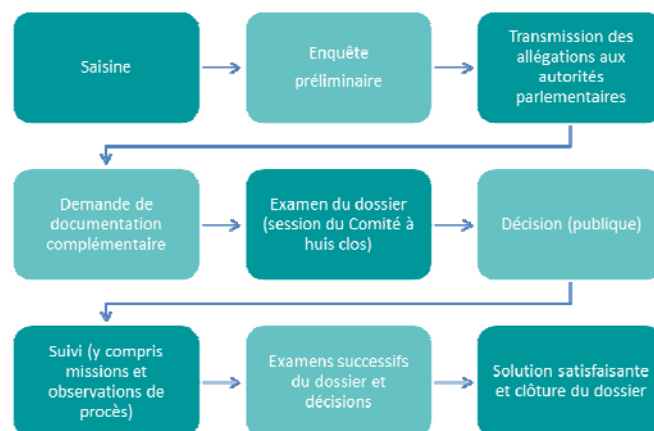 Saisine
Enquête
préliminaire
Transmission des
allégations aux
autorités
parlementaires
Demande de
documentation
complémentaire
Examen du dossier
(session du Comité à
huis clos)
Décision (publique)
Suivi (y compris
missions et
observations de
procès)
Examens successifs
du dossier et
décisions
Solution satisfaisante
et clôture du dossier